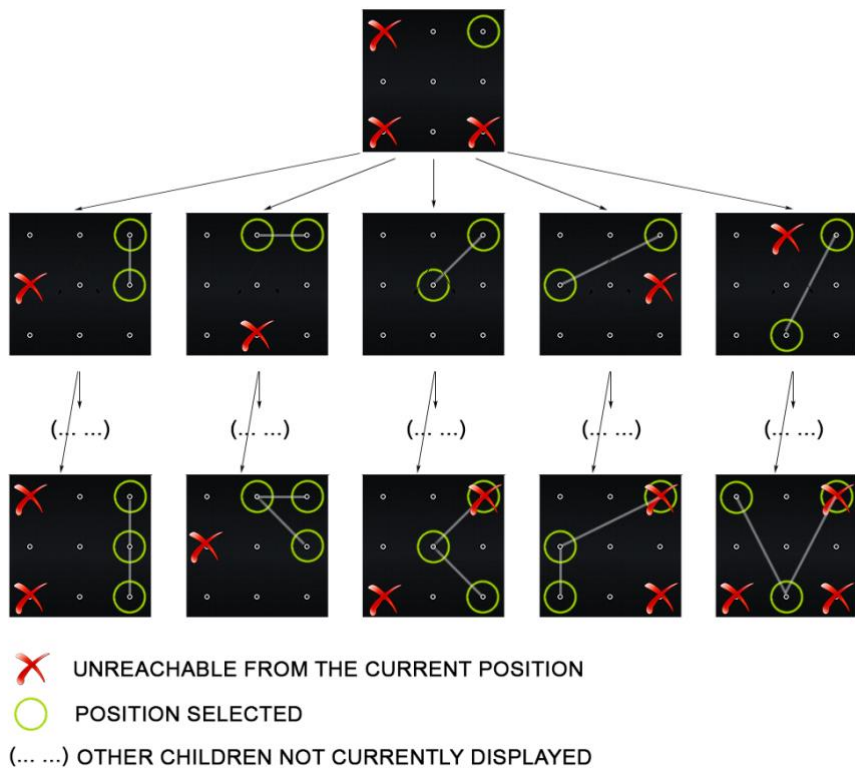 (... ...) (... ...) (... ...) (... ...) (... ...)
UNREACHABLE FROM THE CURRENT POSITION
POSITION SELECTED
(... ...) OTHER CHILDREN NOT CURRENTLY DISPLAYED